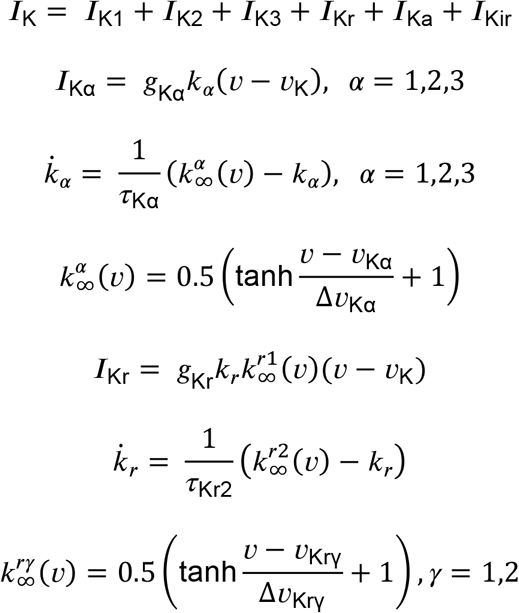 I_K = I_K1 + I_K2 + I_K3 + I_Kr + I_Ka + I_Kir
I_Kα = g_Kα k_α(v − v_K), α = 1,2,3
k̇_α = 1/τ_Kα (k_∞^α(v) − k_α), α = 1,2,3
k_∞^α(v) = 0.5 (tanh (v − v_Kα)/(Δv_Kα) + 1)
I_Kr = g_Kr k_r k_∞^r1(v)(v − v_K)
k̇_r = 1/τ_Kr2 (k_∞^r2(v) − k_r)
k_∞^rγ(v) = 0.5 (tanh (v − v_Krγ)/(Δv_Krγ) + 1), γ = 1,2